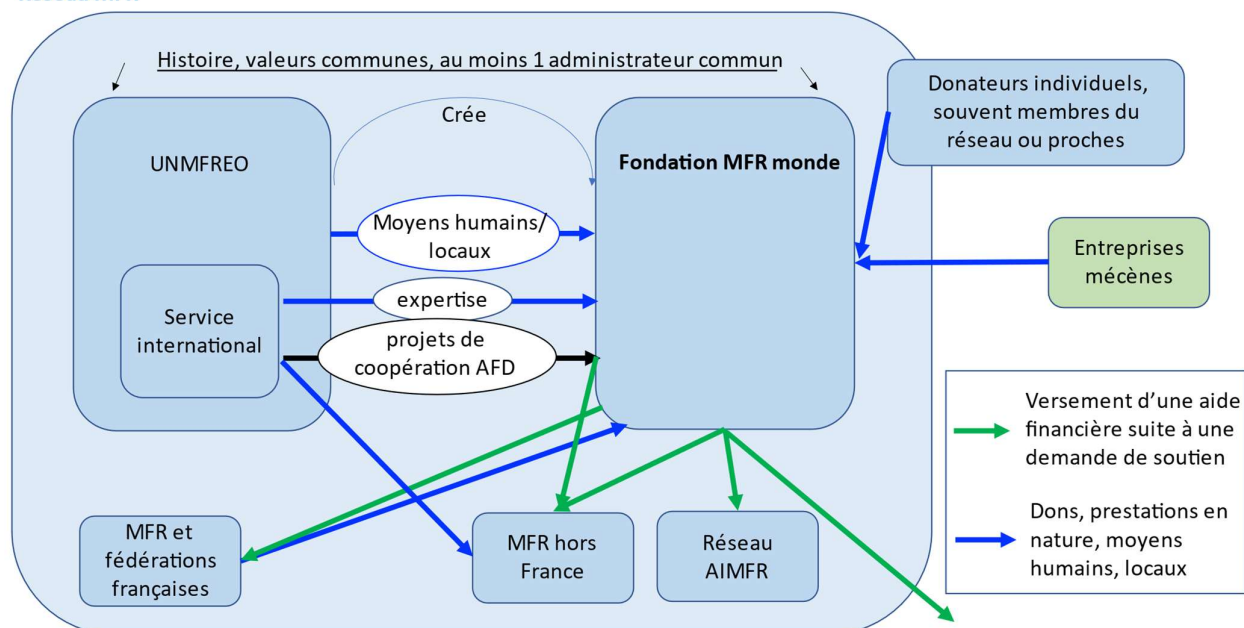 Histoire, valeurs communes, au moins 1 administrateur commun
Crée
UNMFREO
Fondation MFR monde
Donateurs individuels,
souvent membres du
réseau ou proches
Moyens humains/
locaux
Entreprises
mécènes
expertise
Service
international
projets de
coopération AFD
Versement d’une aide
financière suite à une
demande de soutien
Dons, prestations en
nature, moyens
humains, locaux
MFR et
fédérations
françaises
MFR hors
France
Réseau
AIMFR